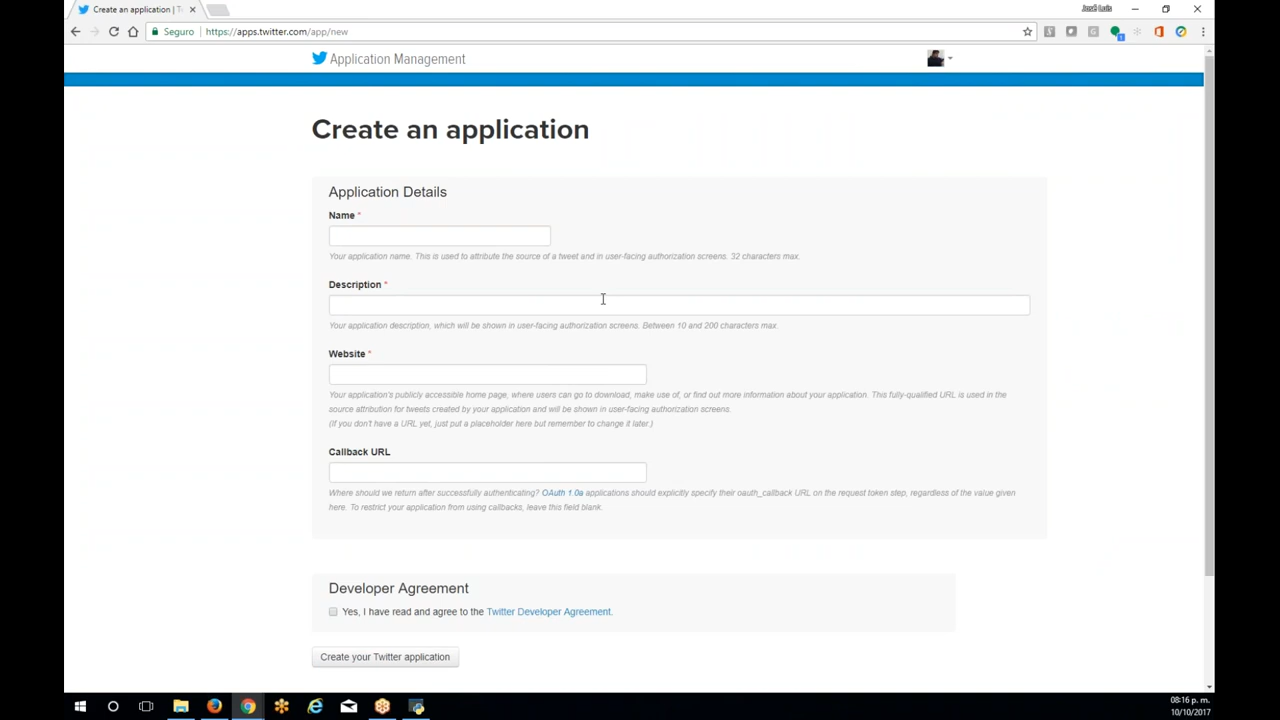 Create an application | T
José Luis
Seguro
https://apps.twitter.com/app/new
Application Management
Create an application
Application Details
Name *
Your application name. This is used to attribute the source of a tweet and in user-facing authorization screens. 32 characters max.
Description *
Your application description, which will be shown in user-facing authorization screens. Between 10 and 200 characters max.
Website *
Your application's publicly accessible home page, where users can go to download, make use of, or find out more information about your application. This fully-qualified URL is used in the
source attribution for tweets created by your application and will be shown in user-facing authorization screens.
(If you don't have a URL yet, just put a placeholder here but remember to change it later.)
Callback URL
Where should we return after successfully authenticating? OAuth 1.0a applications should explicitly specify their oauth_callback URL on the request token step, regardless of the value given
here. To restrict your application from using callbacks, leave this field blank.
Developer Agreement
Yes, I have read and agree to the Twitter Developer Agreement.
Create your Twitter application
08:16 p. m.
10/10/2017